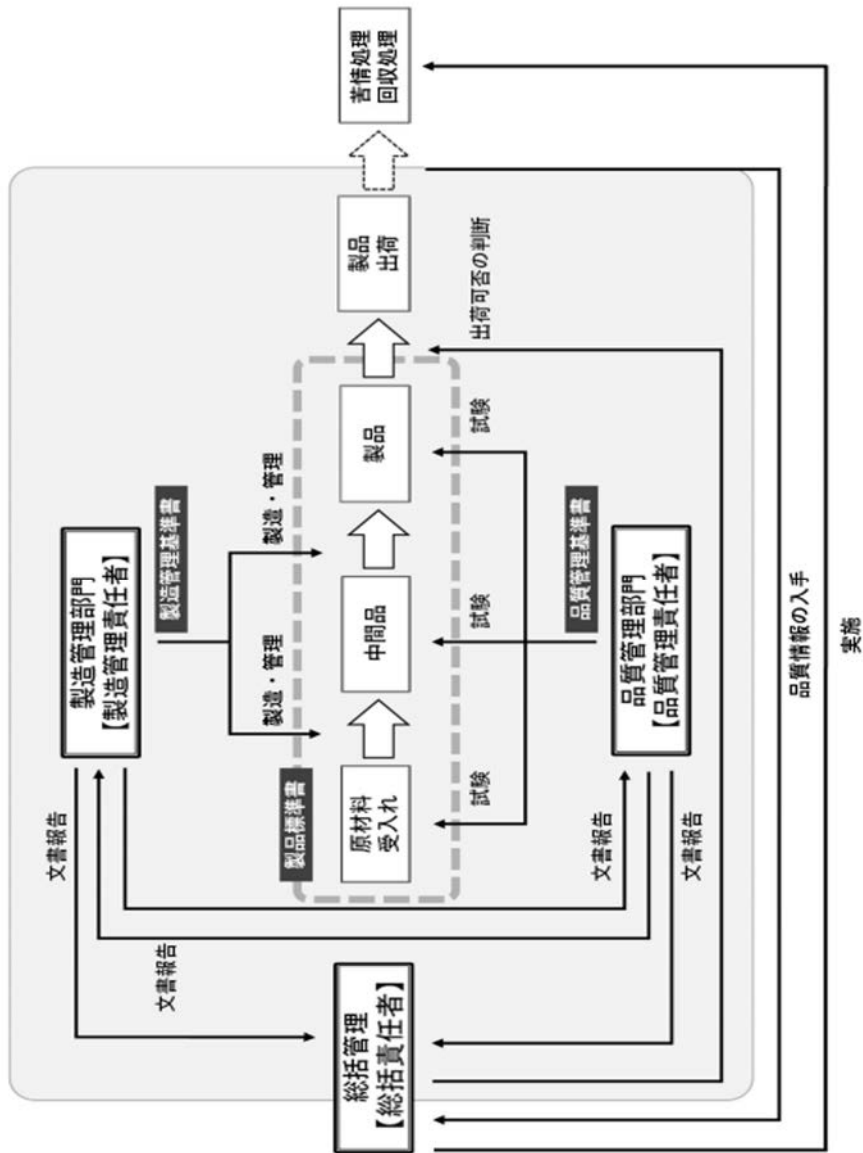 総括管理
【総括責任者】
文書報告
文書報告
文書報告
文書報告
製造管理部門
【製造管理責任者】
製造管理基準書
製造・管理
製造・管理
製品標準書
原材料
受入れ
中間品
製品
製品
出荷
苦情処理
回収処理
試験
試験
試験
出荷可否の判断
品質管理基準書
品質管理部門
【品質管理責任者】
品質情報の入手
実施